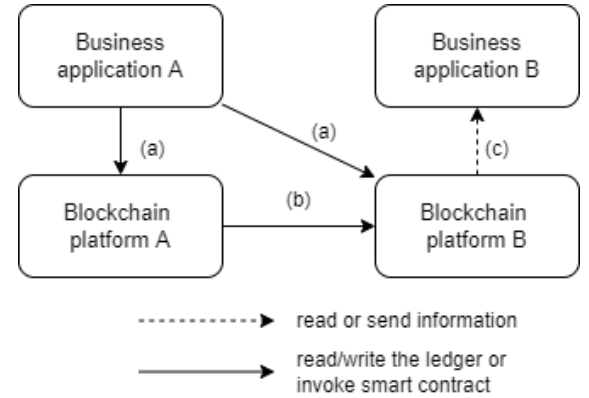 Business
application A
Business
application B
(a)
(a)
(c)
(b)
Blockchain
platform A
Blockchain
platform B
read or send information
read/write the ledger or
invoke smart contract